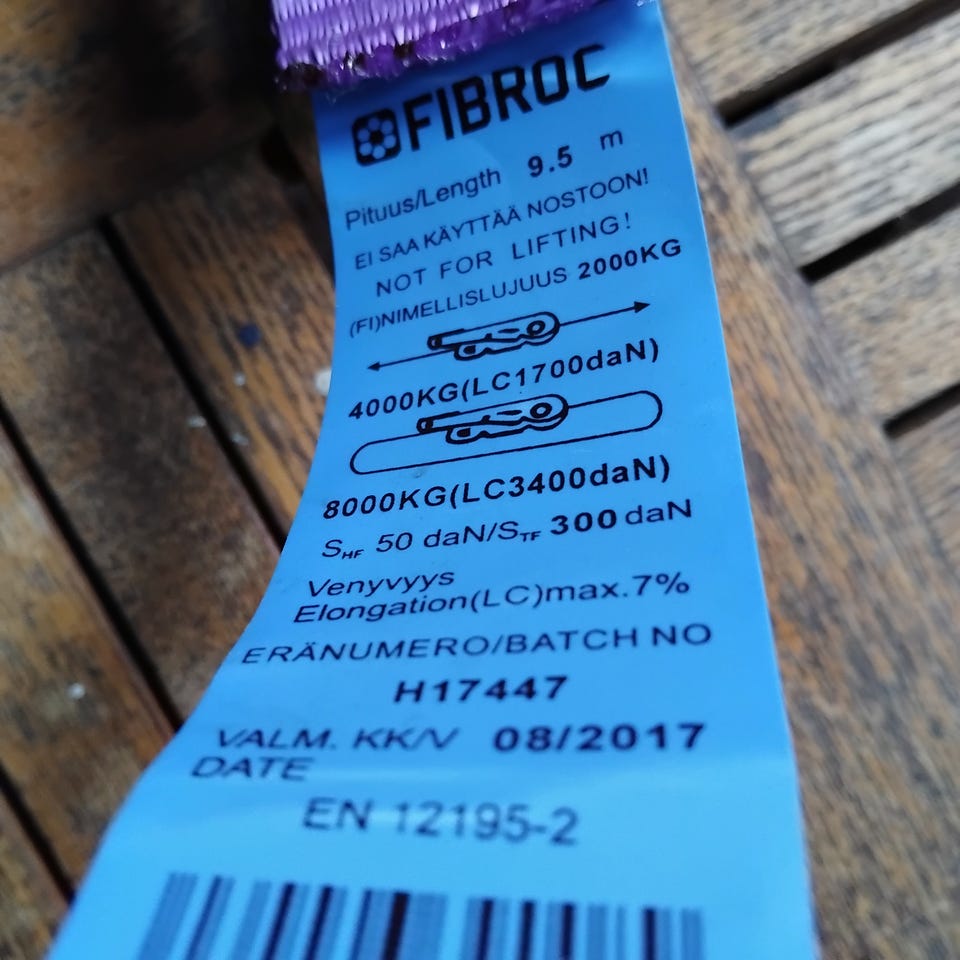 FIBROC
Pituus/Length 9.5 m
EI SAA KÄYTTÄÄ NOSTOON!
NOT FOR LIFTING!
(FI)NIMELLISLUJUUS 2000KG
4000KG(LC1700daN)
8000KG(LC3400daN)
SHF 50 daN/STF 300 daN
Venyvyys
Elongation(LC)max.7%
ERÄNUMERO/BATCH NO
H17447
VALM. KK/V 08/2017
DATE
EN 12195-2